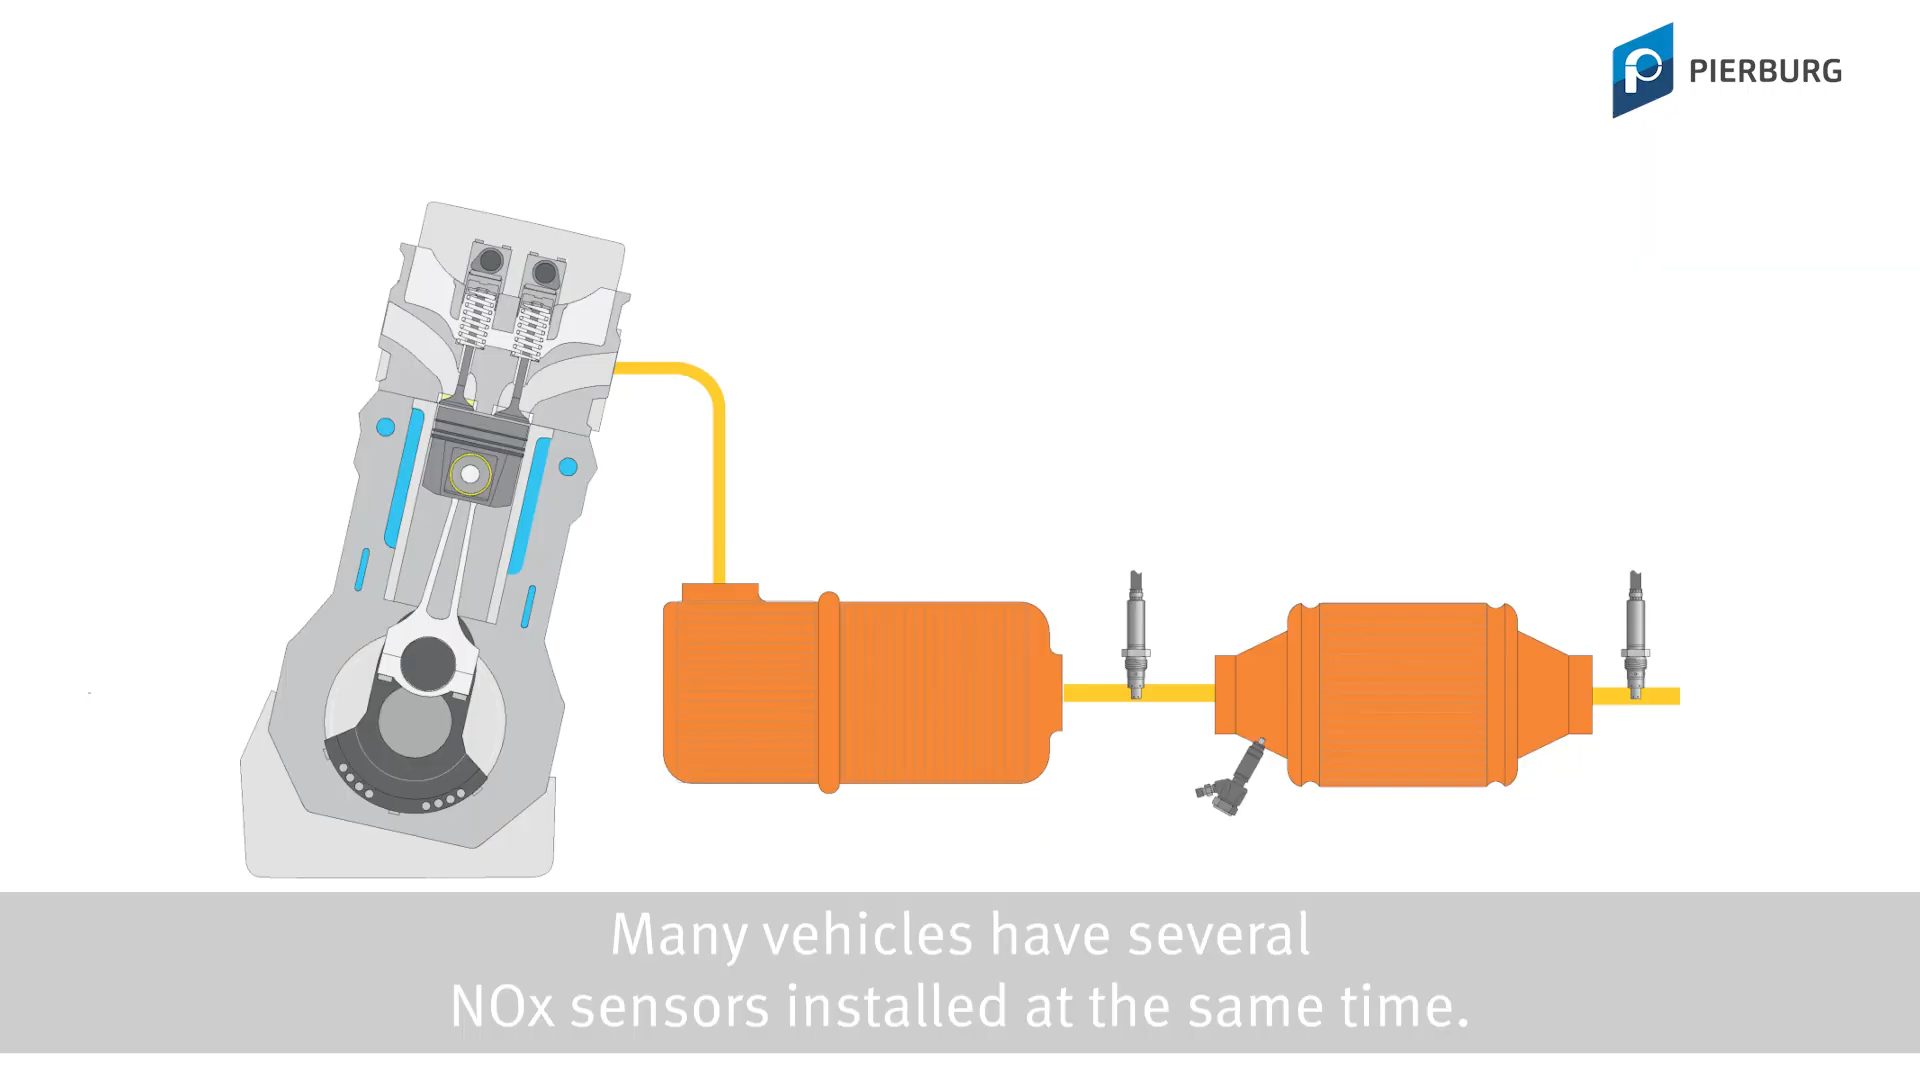 PIERBURG
Many vehicles have several
NOx sensors installed at the same time.